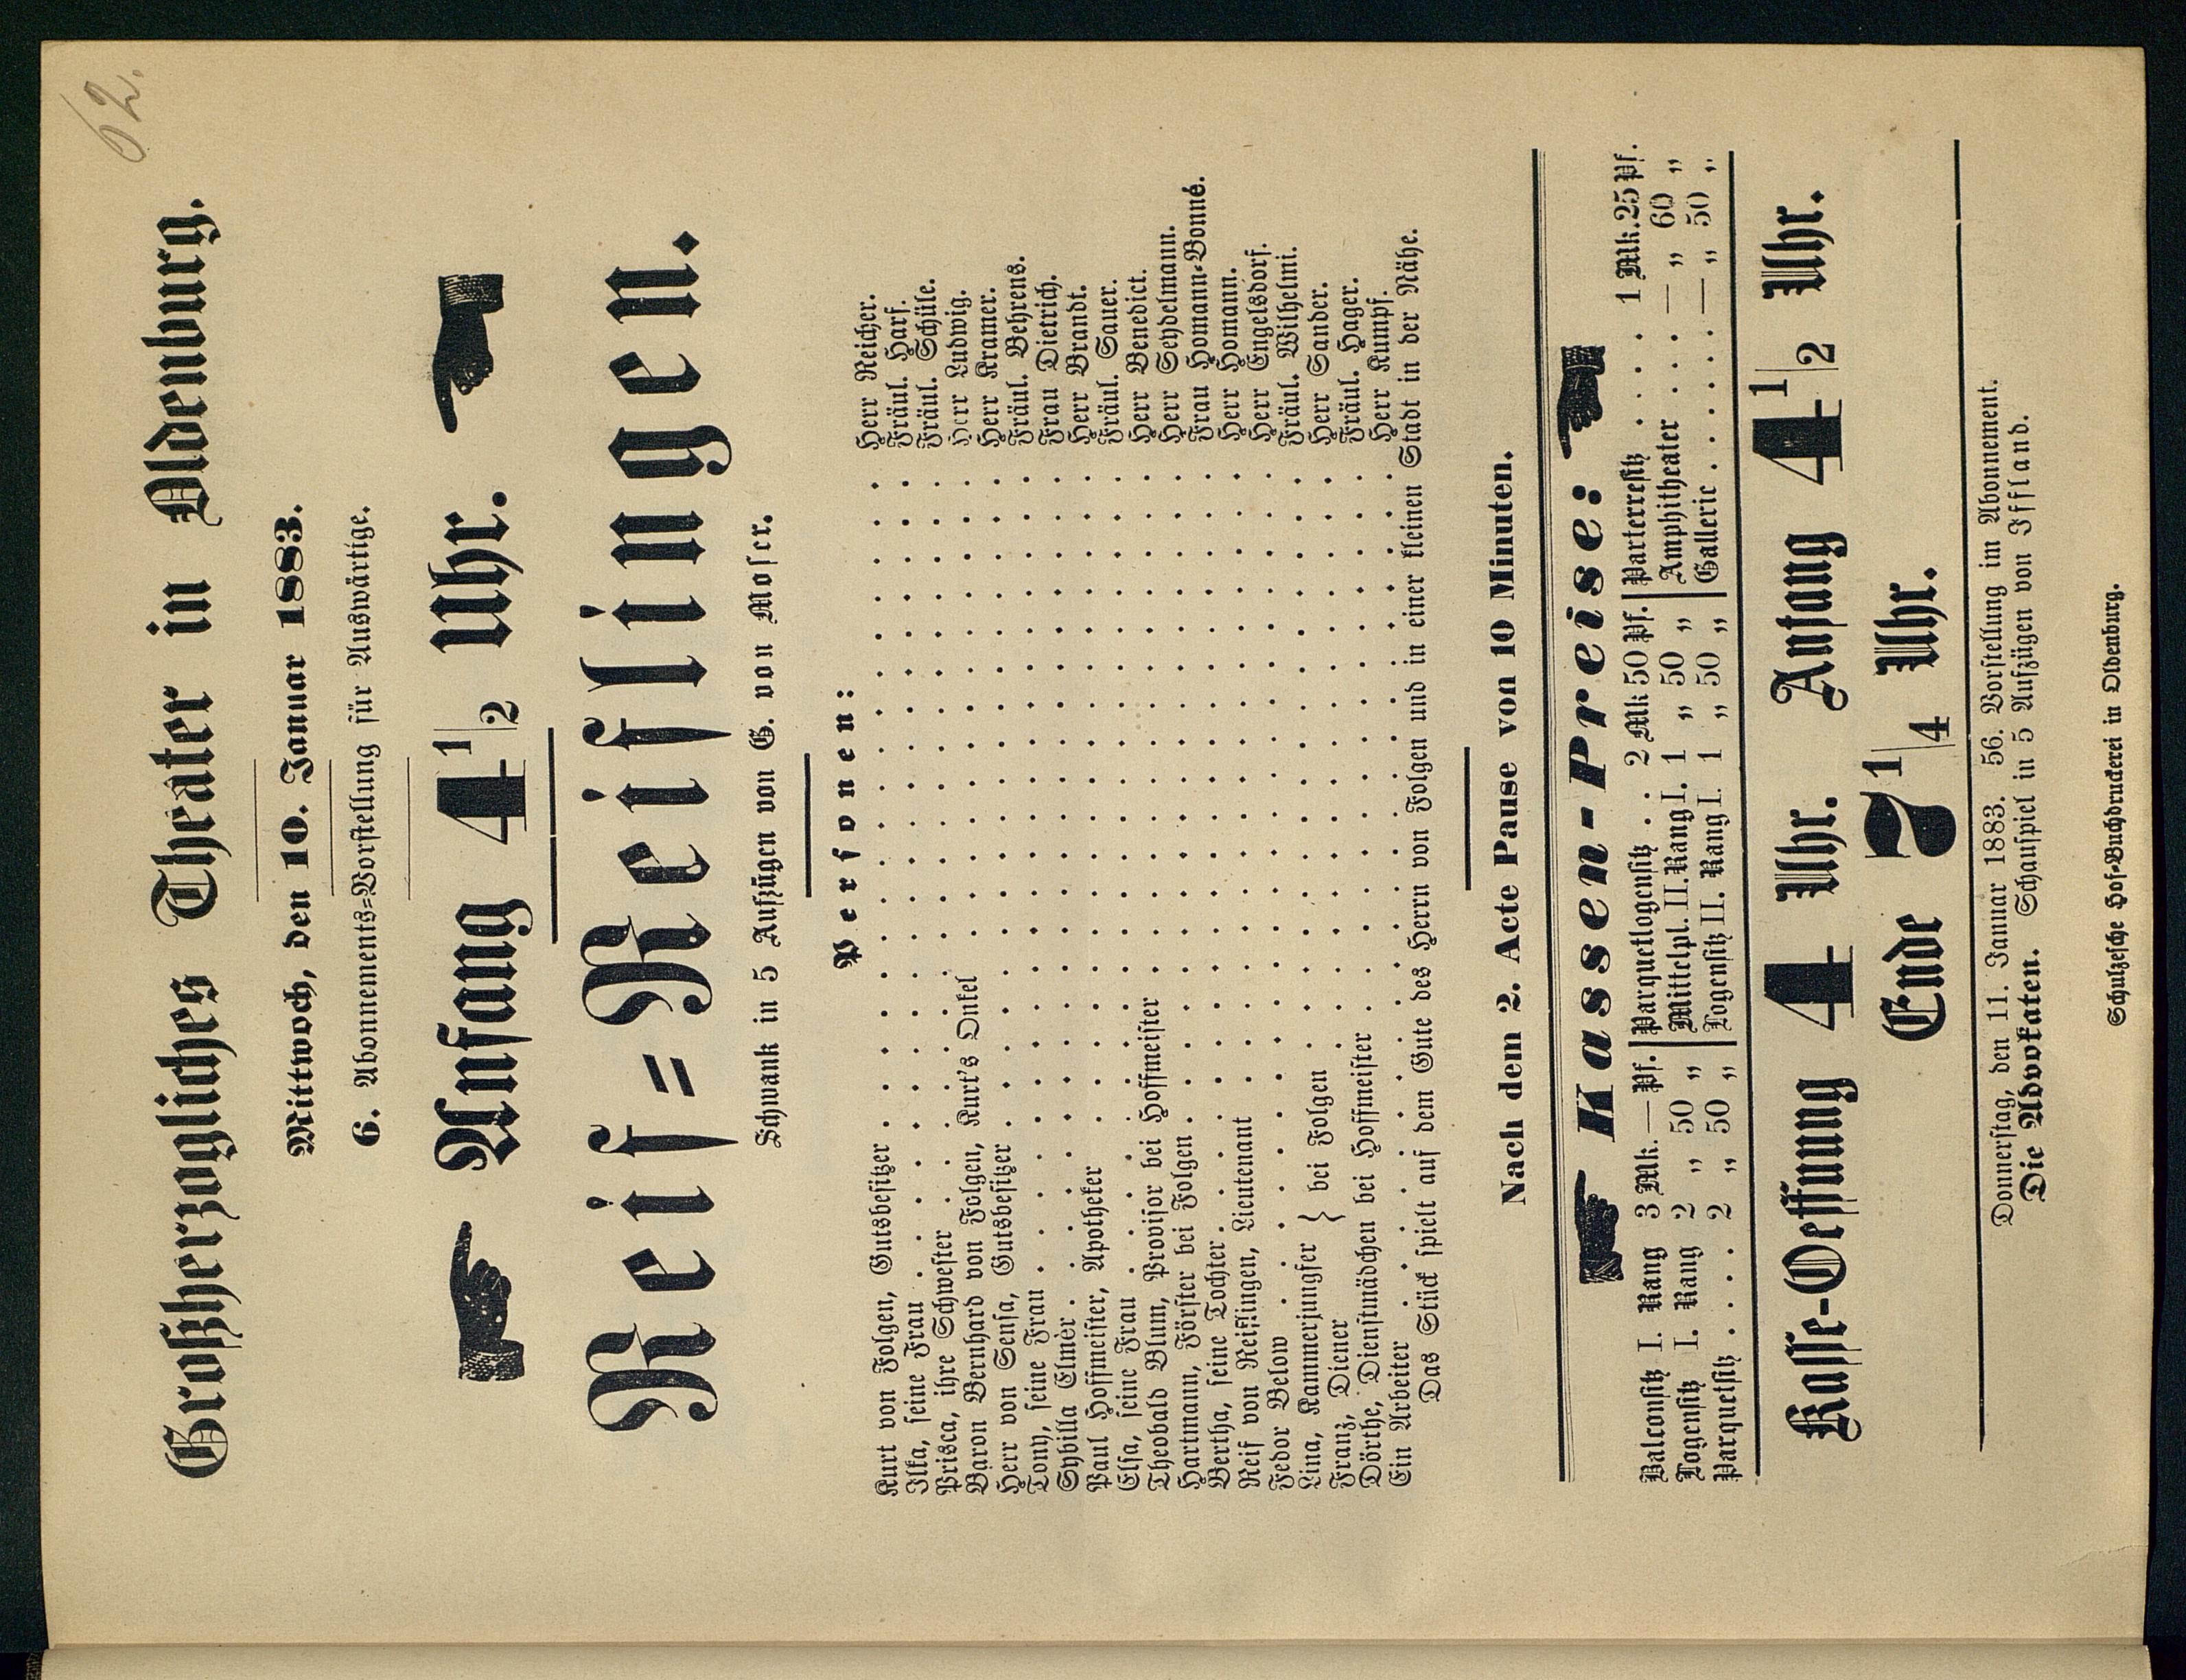 62.
Großherzogliches Theater in Oldenburg.
Mittwoch, den 10. Januar 1883.
6. Abonnements-Vorstellung für Auswärtige.
Anfang 4 1/2 Uhr.
Reif-Reiflingen.
Schwank in 5 Aufzügen von G. von Moser.
Personen:
Kurt von Folgen, Gutsbesitzer . . . Herr Reicher.
Ilka, seine Frau . . . Fräul. Harf.
Prisca, ihre Schwester . . . Fräul. Schüle.
Baron Bernhard von Folgen, Kurt's Onkel . . . Herr Ludwig.
Herr von Sensa, Gutsbesitzer . . . Herr Kramer.
Tony, seine Frau . . . Fräul. Behrens.
Sybilla Elmer . . . Frau Dietrich.
Paul Hoffmeister, Apotheker . . . Herr Brandt.
Elsa, seine Frau . . . Fräul. Sauer.
Theobald Blum, Provisor bei Hoffmeister . . . Herr Benedict.
Hartmann, Förster bei Folgen . . . Herr Seydelmann.
Bertha, seine Tochter . . . Frau Homann-Bonné.
Reif von Reiflingen, Lieutenant . . . Herr Homann.
Fedor Below . . . Herr Engelsdorf.
Lina, Kammerjungfer } bei Folgen . . . Fräul. Wilhelmi.
Franz, Diener . . . Herr Sander.
Dörthe, Dienstmädchen bei Hoffmeister . . . Fräul. Hager.
Ein Arbeiter . . . Herr Kumpf.
Das Stück spielt auf dem Gute des Herrn von Folgen und in einer kleinen Stadt in der Nähe.
Nach dem 2. Acte Pause von 10 Minuten.
Kassen-Preise:
Balconsitz I. Rang 3 Mk. — Pf. Parquetlogensitz . . 2 Mk 50 Pf. Parterresitz . . . . 1 Mk. 25 Pf.
Logensitz I. Rang 2 „ 50 „ Mittelpl. II. Rang I. 1 „ 50 „ Amphitheater . . . — „ 60 „
Parquetsitz . . . . 2 „ 50 „ Logensitz II. Rang I. 1 „ 50 „ Gallerie . . . . . . — „ 50 „
Kasse-Oeffnung 4 Uhr. Anfang 4 1/2 Uhr.
Ende 7 1/4 Uhr.
Donnerstag, den 11. Januar 1883. 56. Vorstellung im Abonnement.
Die Advokaten. Schauspiel in 5 Aufzügen von Iffland.
Schulzesche Hof-Buchdruckerei in Oldenburg.